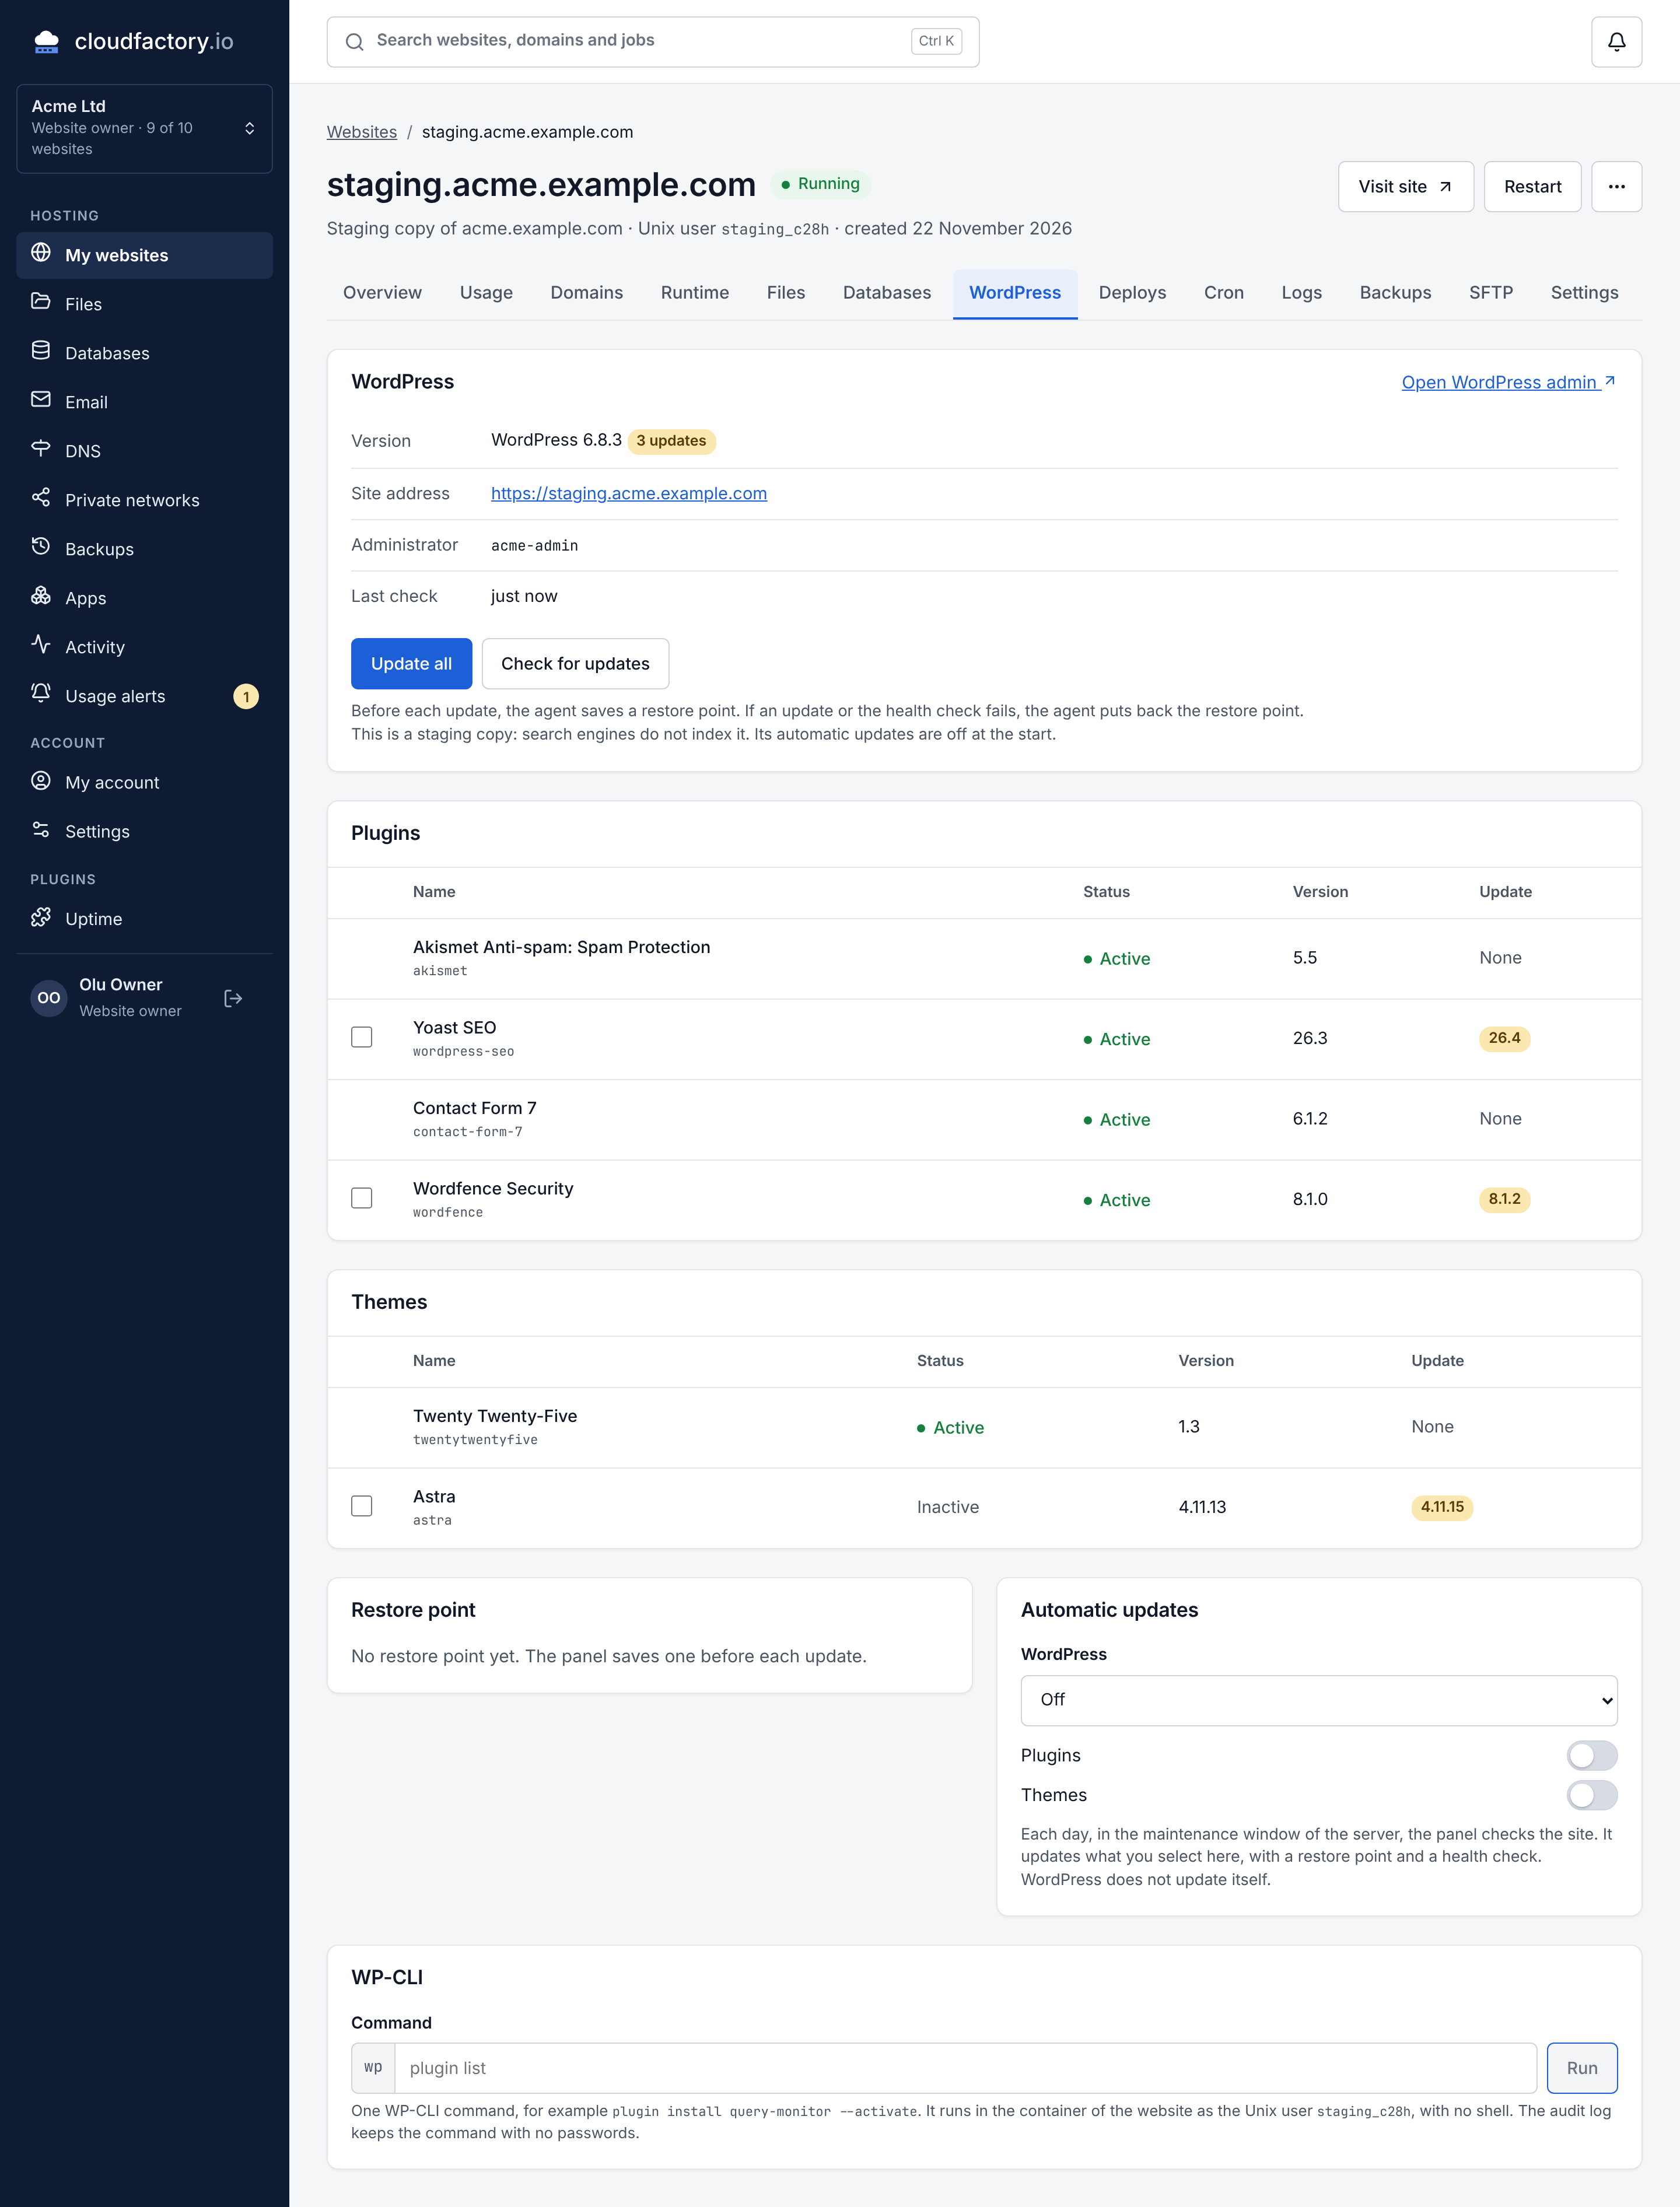 cloudfactory.io
Search websites, domains and jobs
Ctrl K
Acme Ltd
Website owner · 9 of 10
websites
HOSTING
My websites
Files
Databases
Email
DNS
Private networks
Backups
Apps
Activity
Usage alerts
1
ACCOUNT
My account
Settings
PLUGINS
Uptime
OO
Olu Owner
Website owner
Websites / staging.acme.example.com
staging.acme.example.com
Running
Visit site
Restart
Staging copy of acme.example.com · Unix user staging_c28h · created 22 November 2026
Overview Usage Domains Runtime Files Databases WordPress Deploys Cron Logs Backups SFTP Settings
WordPress
Open WordPress admin
Version WordPress 6.8.3 3 updates
Site address https://staging.acme.example.com
Administrator acme-admin
Last check just now
Update all
Check for updates
Before each update, the agent saves a restore point. If an update or the health check fails, the agent puts back the restore point.
This is a staging copy: search engines do not index it. Its automatic updates are off at the start.
Plugins
Name Status Version Update
Akismet Anti-spam: Spam Protection
akismet
Active 5.5 None
Yoast SEO
wordpress-seo
Active 26.3 26.4
Contact Form 7
contact-form-7
Active 6.1.2 None
Wordfence Security
wordfence
Active 8.1.0 8.1.2
Themes
Name Status Version Update
Twenty Twenty-Five
twentytwentyfive
Active 1.3 None
Astra
astra
Inactive 4.11.13 4.11.15
Restore point
No restore point yet. The panel saves one before each update.
Automatic updates
WordPress
Off
Plugins
Themes
Each day, in the maintenance window of the server, the panel checks the site. It
updates what you select here, with a restore point and a health check.
WordPress does not update itself.
WP-CLI
Command
wp plugin list
Run
One WP-CLI command, for example plugin install query-monitor --activate. It runs in the container of the website as the Unix user staging_c28h, with no shell. The audit log
keeps the command with no passwords.